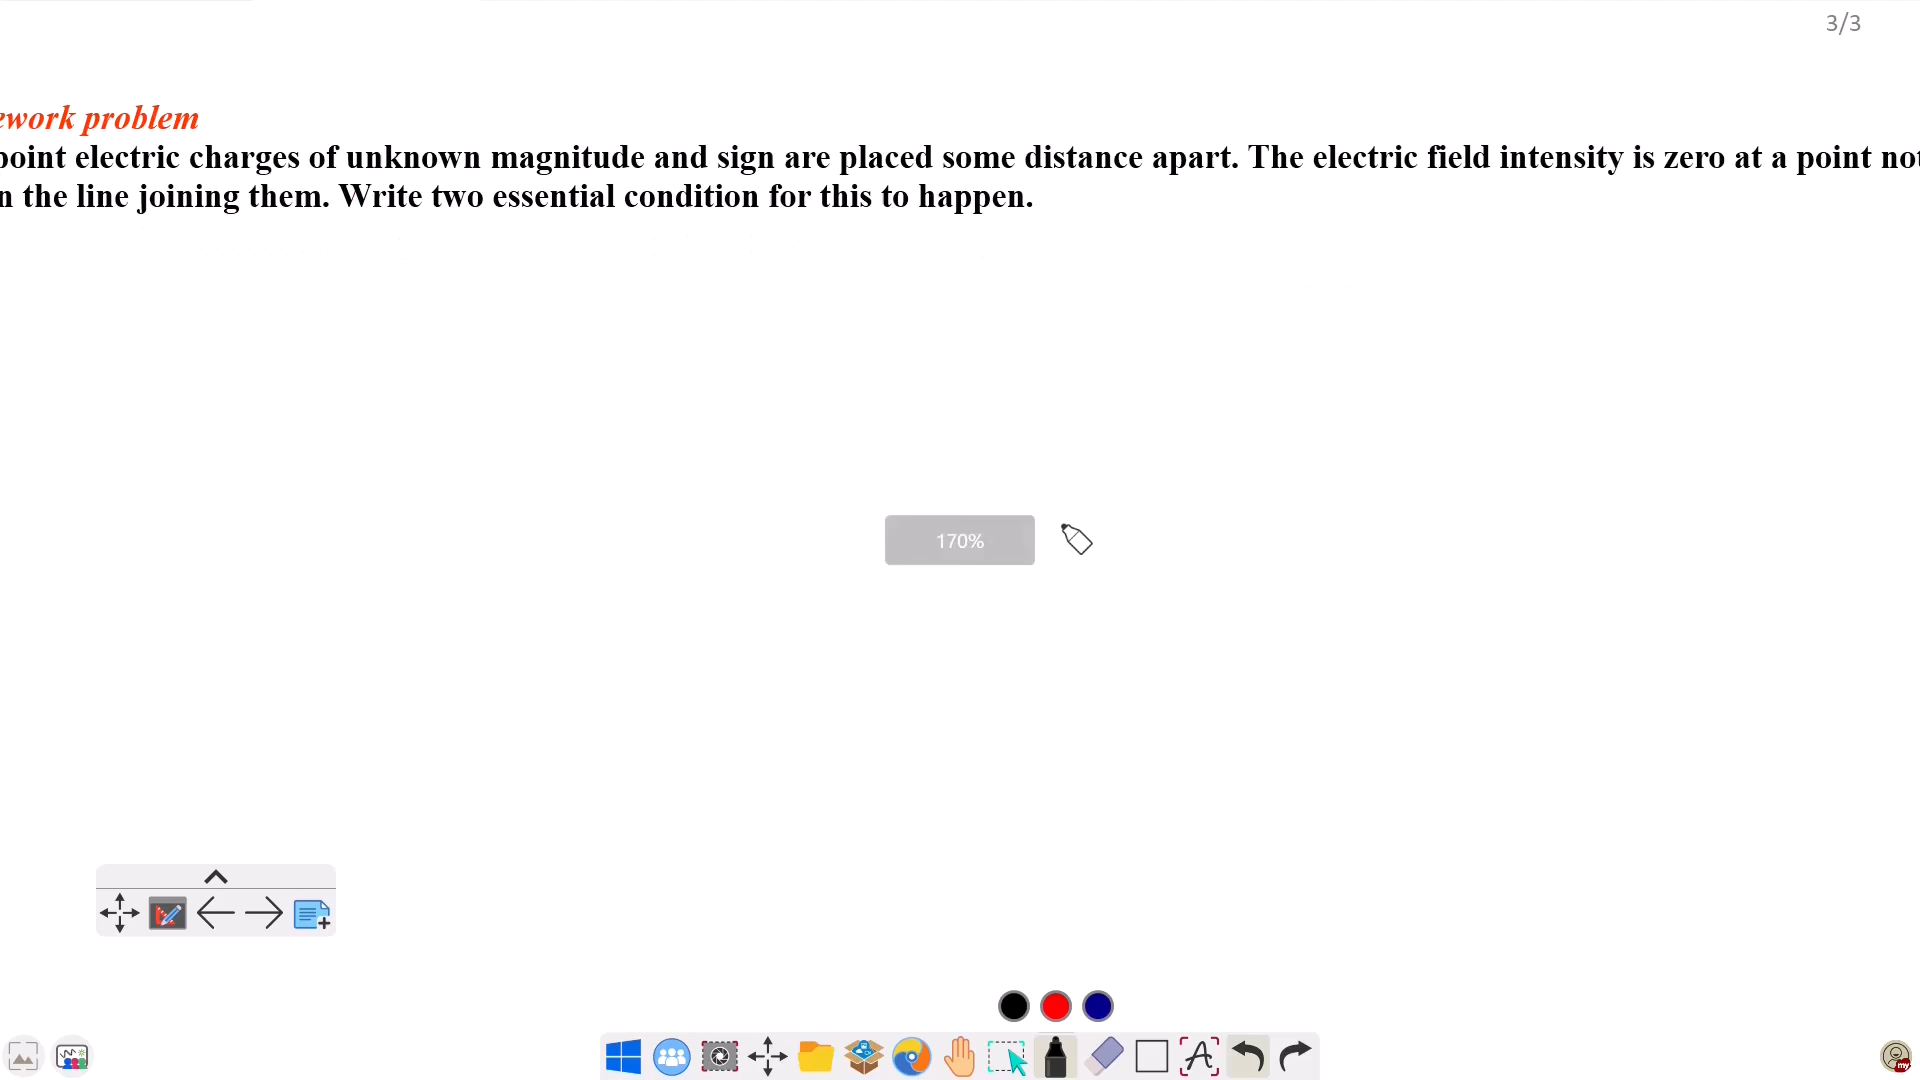 3/3
ework problem
point electric charges of unknown magnitude and sign are placed some distance apart. The electric field intensity is zero at a point not
n the line joining them. Write two essential condition for this to happen.
170%